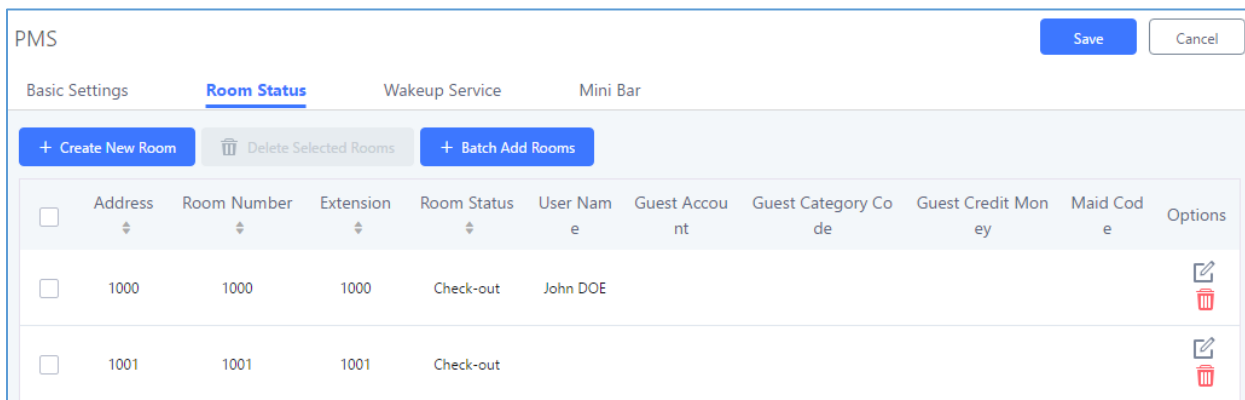 PMS Save Cancel
Basic Settings Room Status Wakeup Service Mini Bar
+ Create New Room Delete Selected Rooms + Batch Add Rooms
Address Room Number Extension Room Status User Nam Guest Accou Guest Category Co Guest Credit Mon Maid Cod Options
e nt de ey e
1000 1000 1000 Check-out John DOE
1001 1001 1001 Check-out